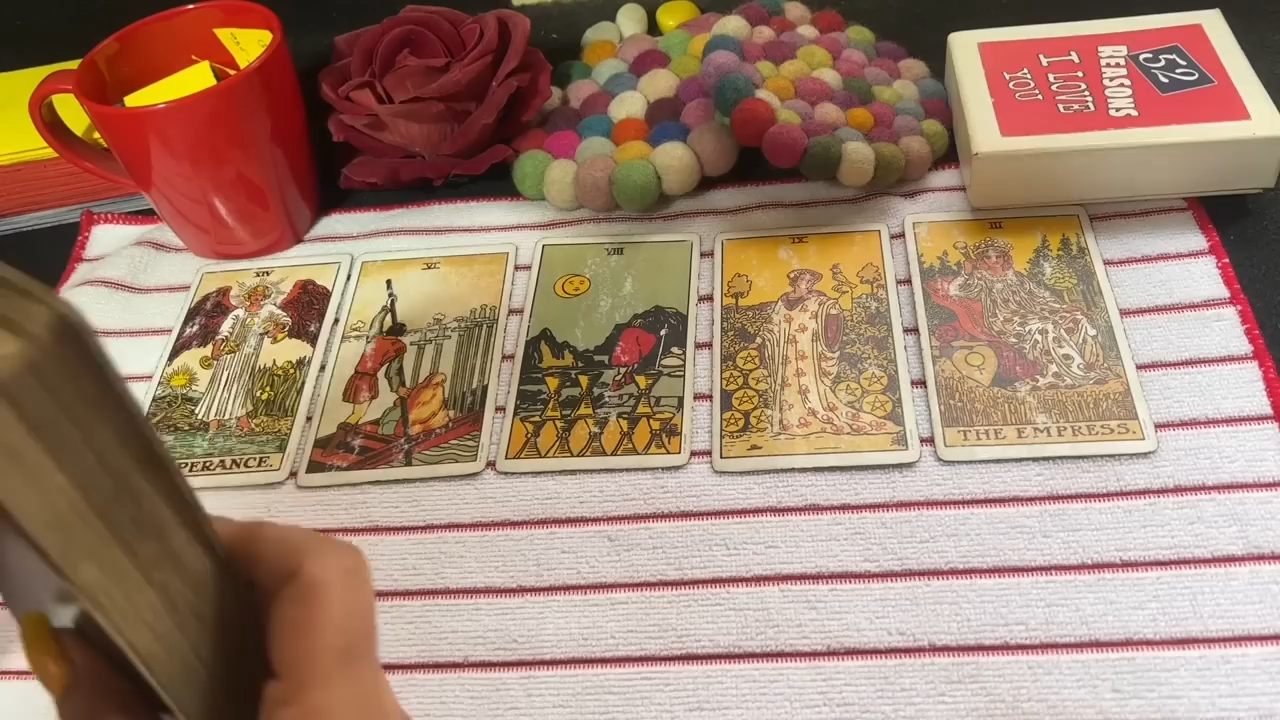 52
REASONS
I LOVE
YOU
XIV
PERANCE.
VI
VIII
IX
III
THE EMPRESS.